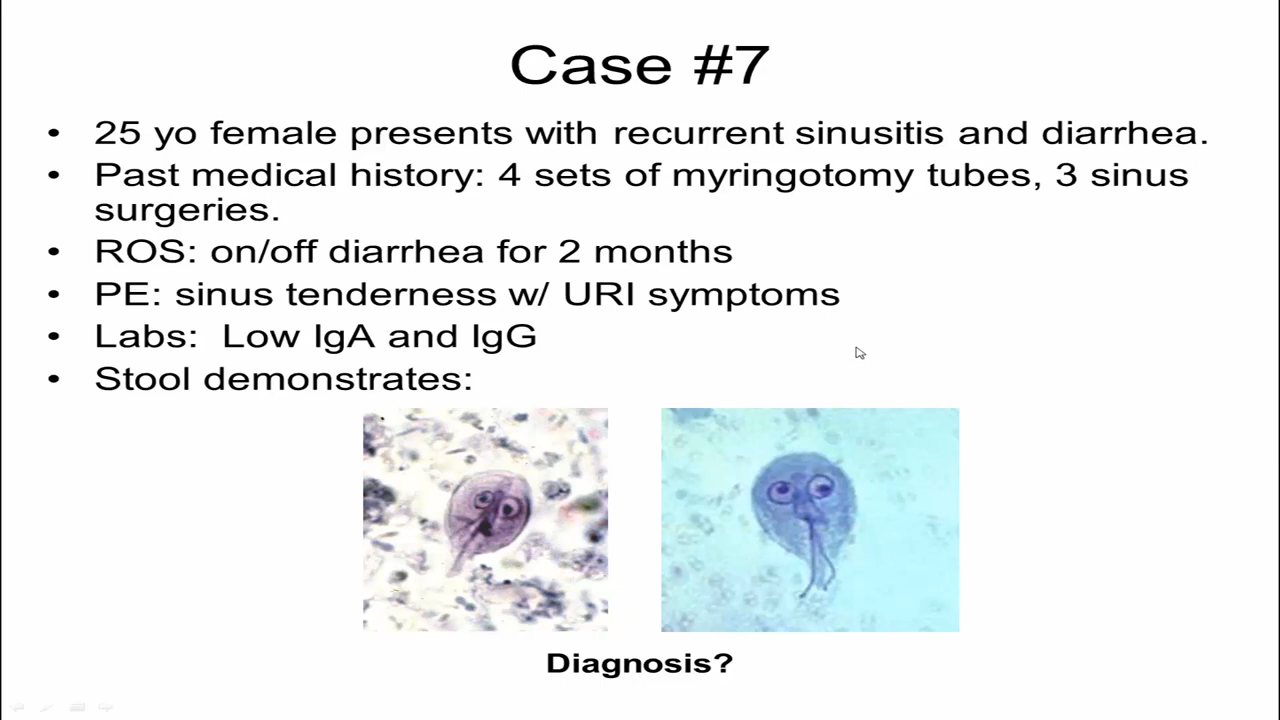 Case #7
• 25 yo female presents with recurrent sinusitis and diarrhea.
• Past medical history: 4 sets of myringotomy tubes, 3 sinus
surgeries.
• ROS: on/off diarrhea for 2 months
• PE: sinus tenderness w/ URI symptoms
• Labs:  Low IgA and IgG
• Stool demonstrates:
Diagnosis?